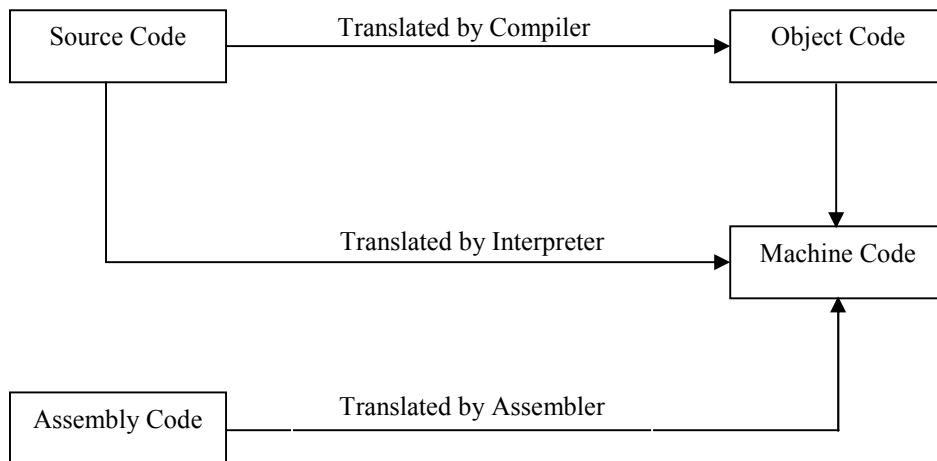 Source Code
Translated by Compiler
Object Code
Translated by Interpreter
Machine Code
Assembly Code
Translated by Assembler